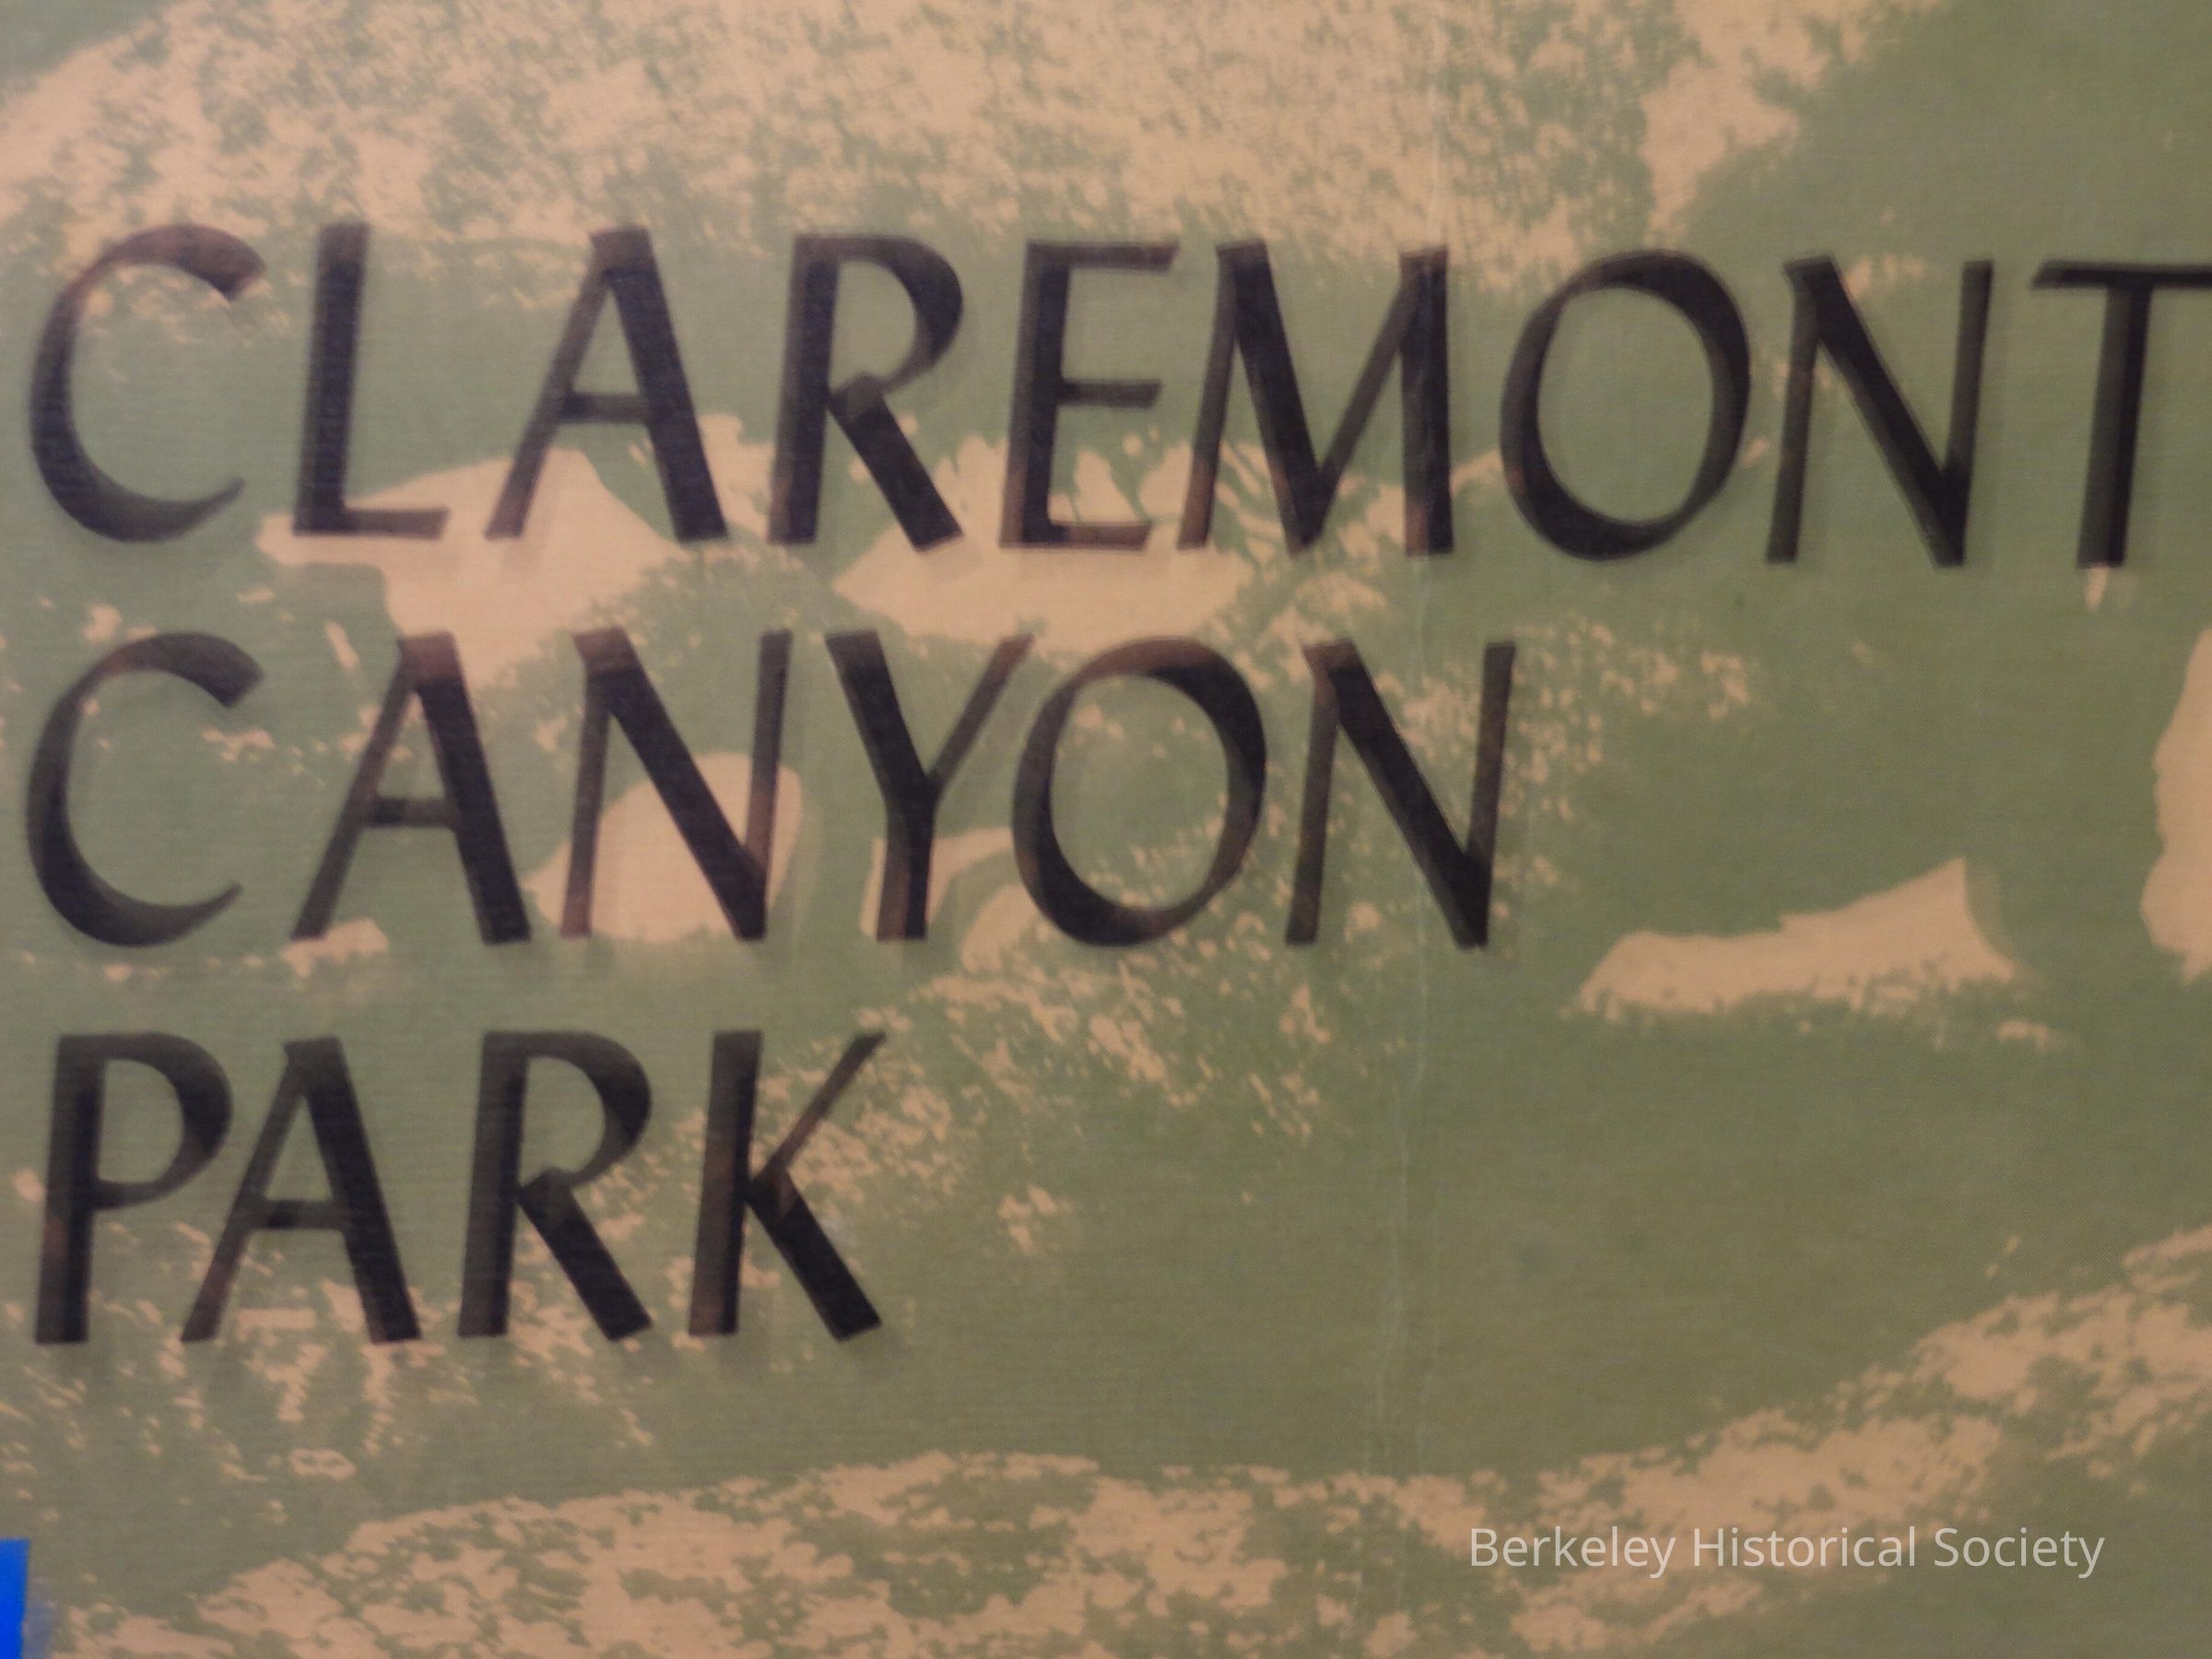 CLAREMONT
CANYON
PARK
Berkeley Historical Society